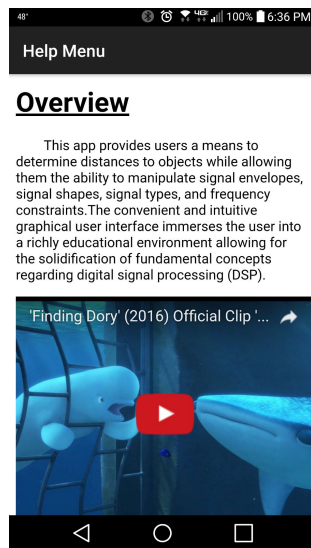 48° 4G LTE 100% 6:36 PM
Help Menu
Overview
This app provides users a means to
determine distances to objects while allowing
them the ability to manipulate signal envelopes,
signal shapes, signal types, and frequency
constraints.The convenient and intuitive
graphical user interface immerses the user into
a richly educational environment allowing for
the solidification of fundamental concepts
regarding digital signal processing (DSP).
'Finding Dory' (2016) Official Clip '...